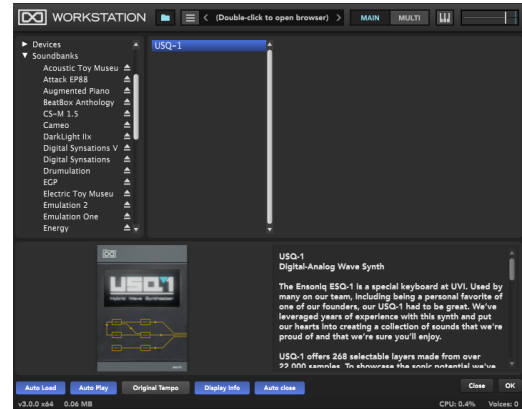 WORKSTATION
(Double-click to open browser)
MAIN
MULTI
Devices
Soundbanks
Acoustic Toy Museu
Attack EP88
Augmented Piano
BeatBox Anthology
CS-M 1.5
Cameo
DarkLight IIx
Digital Synsations V
Digital Synsations
Drumulation
EGP
Electric Toy Museu
Emulation 2
Emulation One
Energy
USQ-1
USQ-1
Hybrid Wave Synthesizer
USQ-1
Digital-Analog Wave Synth
The Ensoniq ESQ-1 is a special keyboard at UVI. Used by
many on our team, including being a personal favorite of
one of our founders, our USQ-1 had to be great. We've
leveraged years of experience with this synth and put
our hearts into creating a collection of sounds that we're
proud of and that we're sure you'll enjoy.
USQ-1 offers 268 selectable layers made from over
22,000 samples. To showcase the sonic potential we've
Auto Load
Auto Play
Original Tempo
Display Info
Auto close
Close
OK
v3.0.0 x64
0.06 MB
CPU: 0.4%
Voices: 0